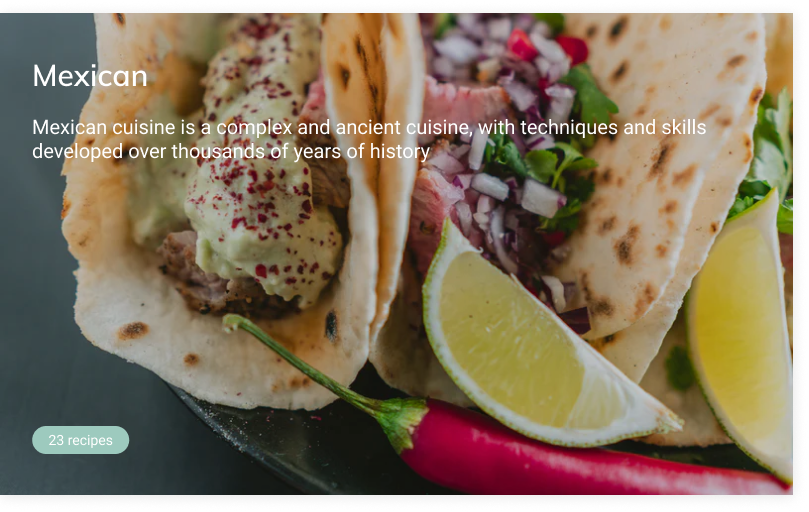 Mexican
Mexican cuisine is a complex and ancient cuisine, with techniques and skills
developed over thousands of years of history
23 recipes